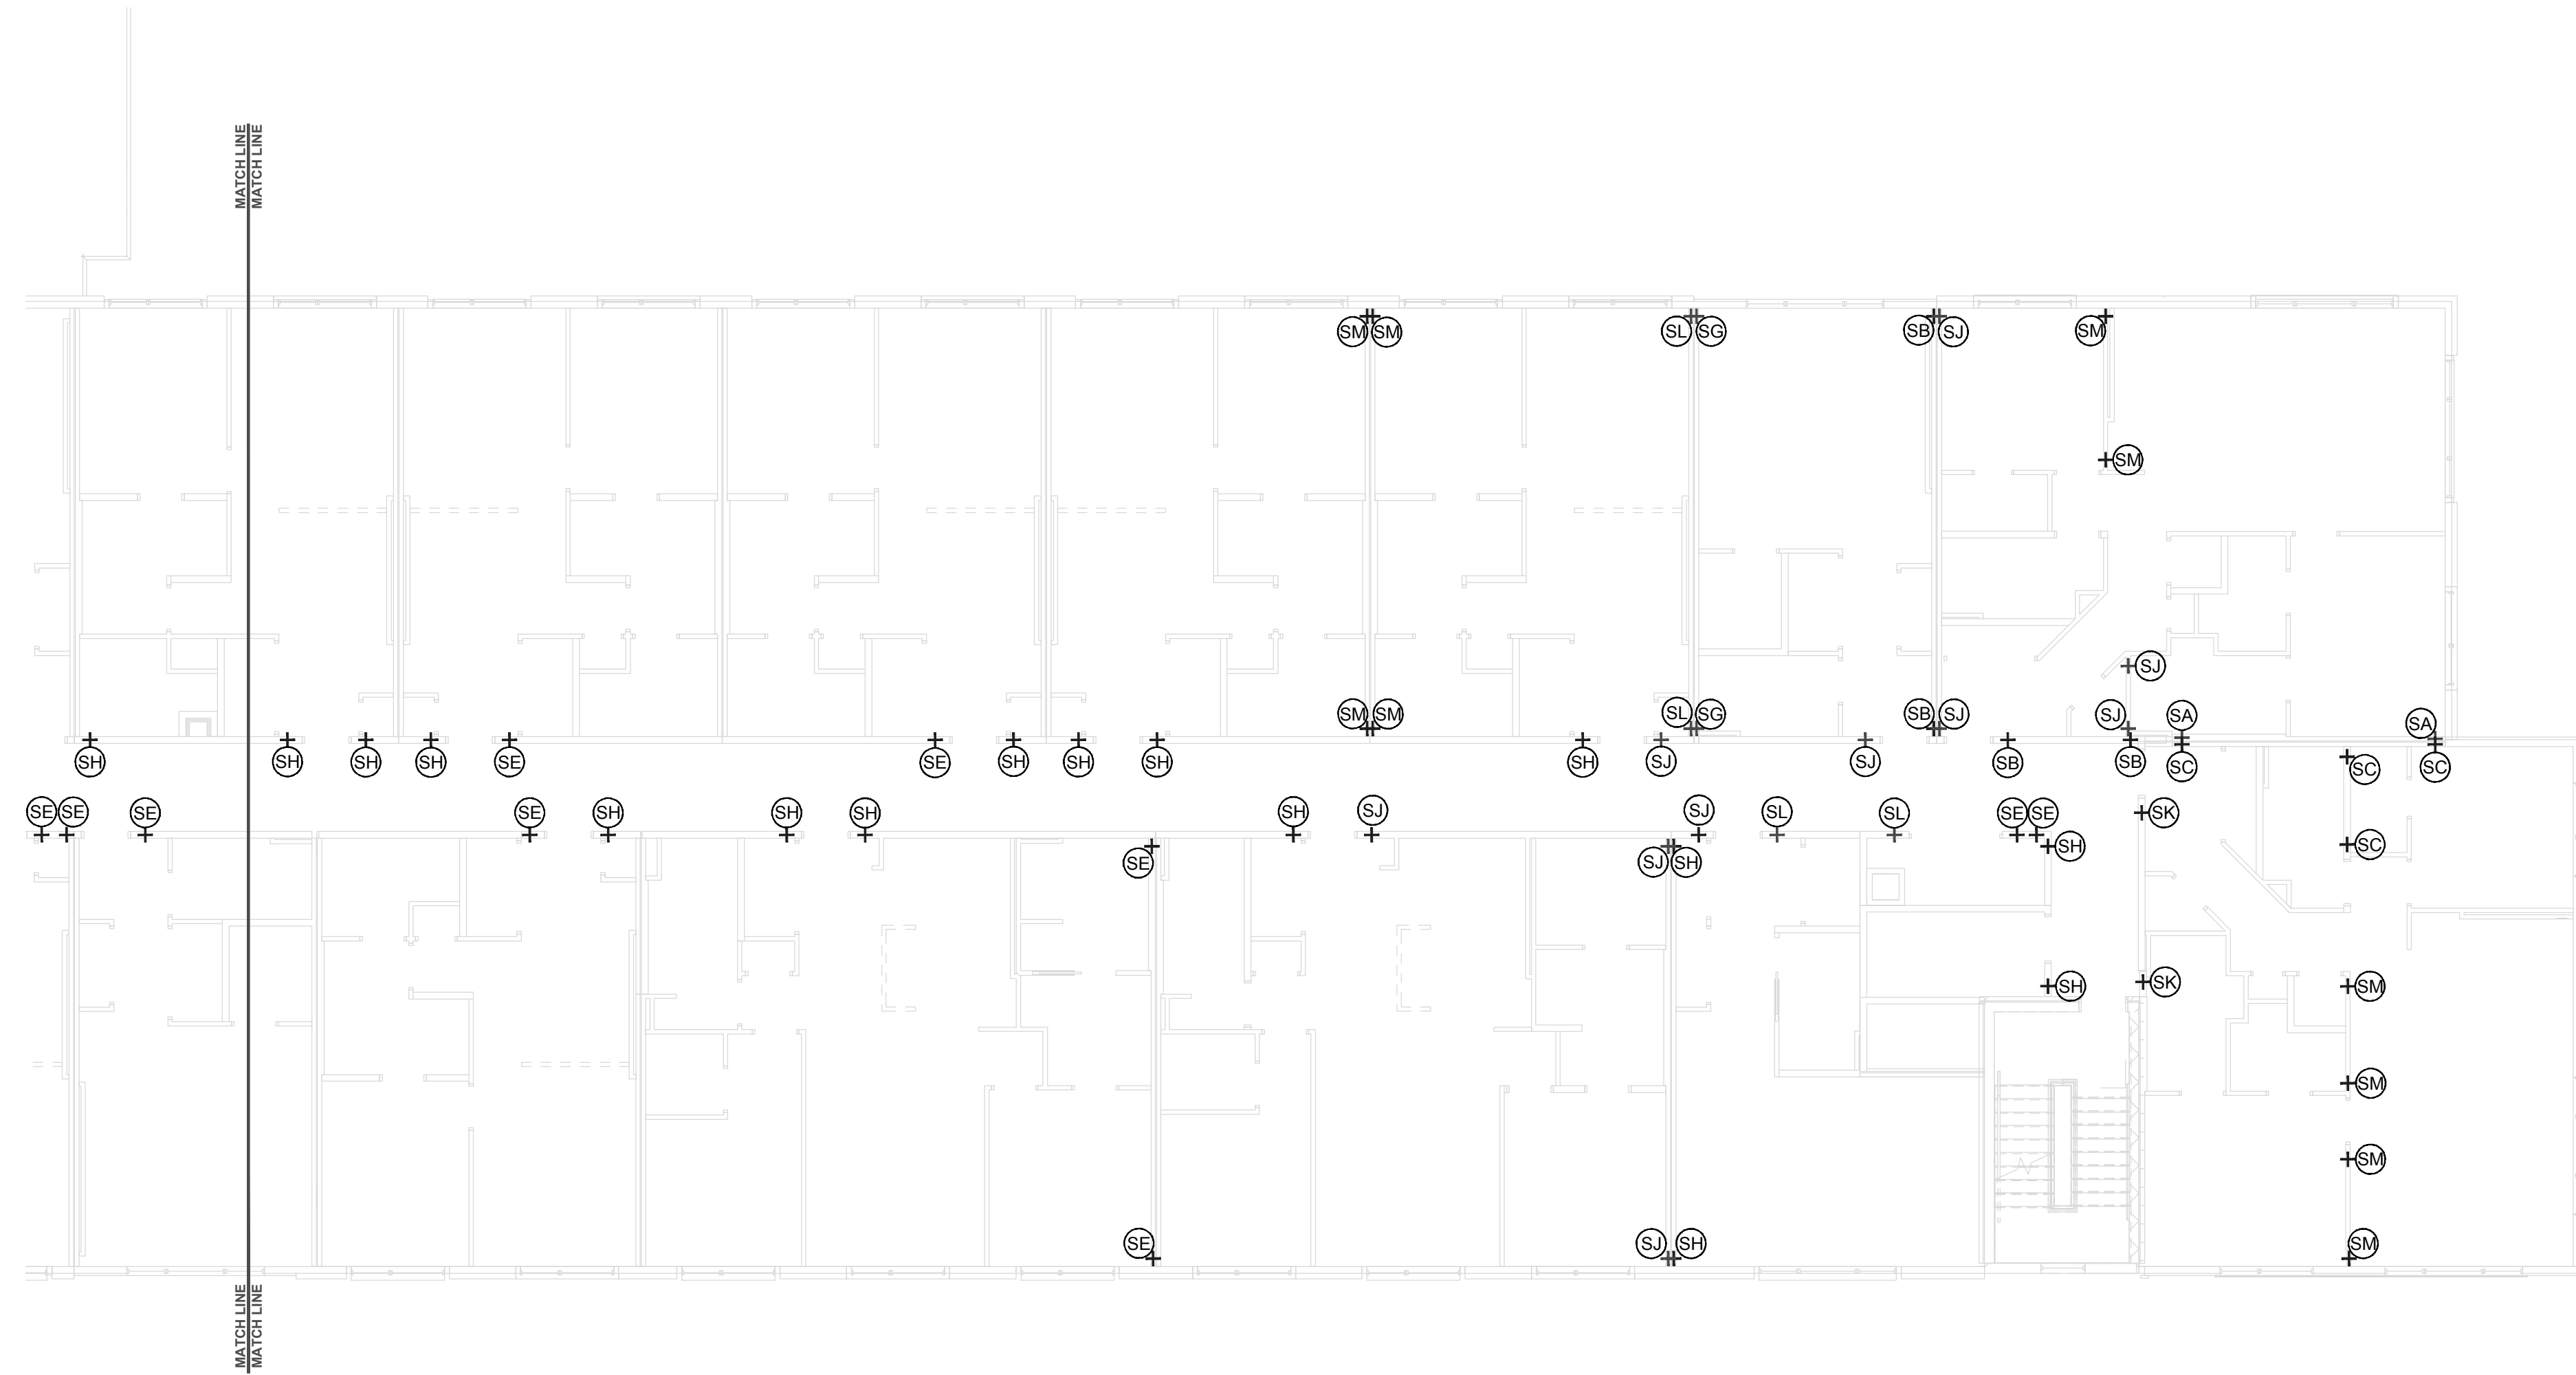 MATCH LINE
MATCH LINE
SM SM SL SG SB SJ SM
SM
SJ
SM SM SL SG SB SJ SJ SA SA
SH SH SH SH SE SE SH SH SH SH SJ SJ SB SB SC SC SC
SE SE SE SE SH SH SH SH SJ SJ SL SL SE SE SK
SE SJ SH SH SC
SH SK SM
SM
SM
SE SJ SH SM
MATCH LINE
MATCH LINE